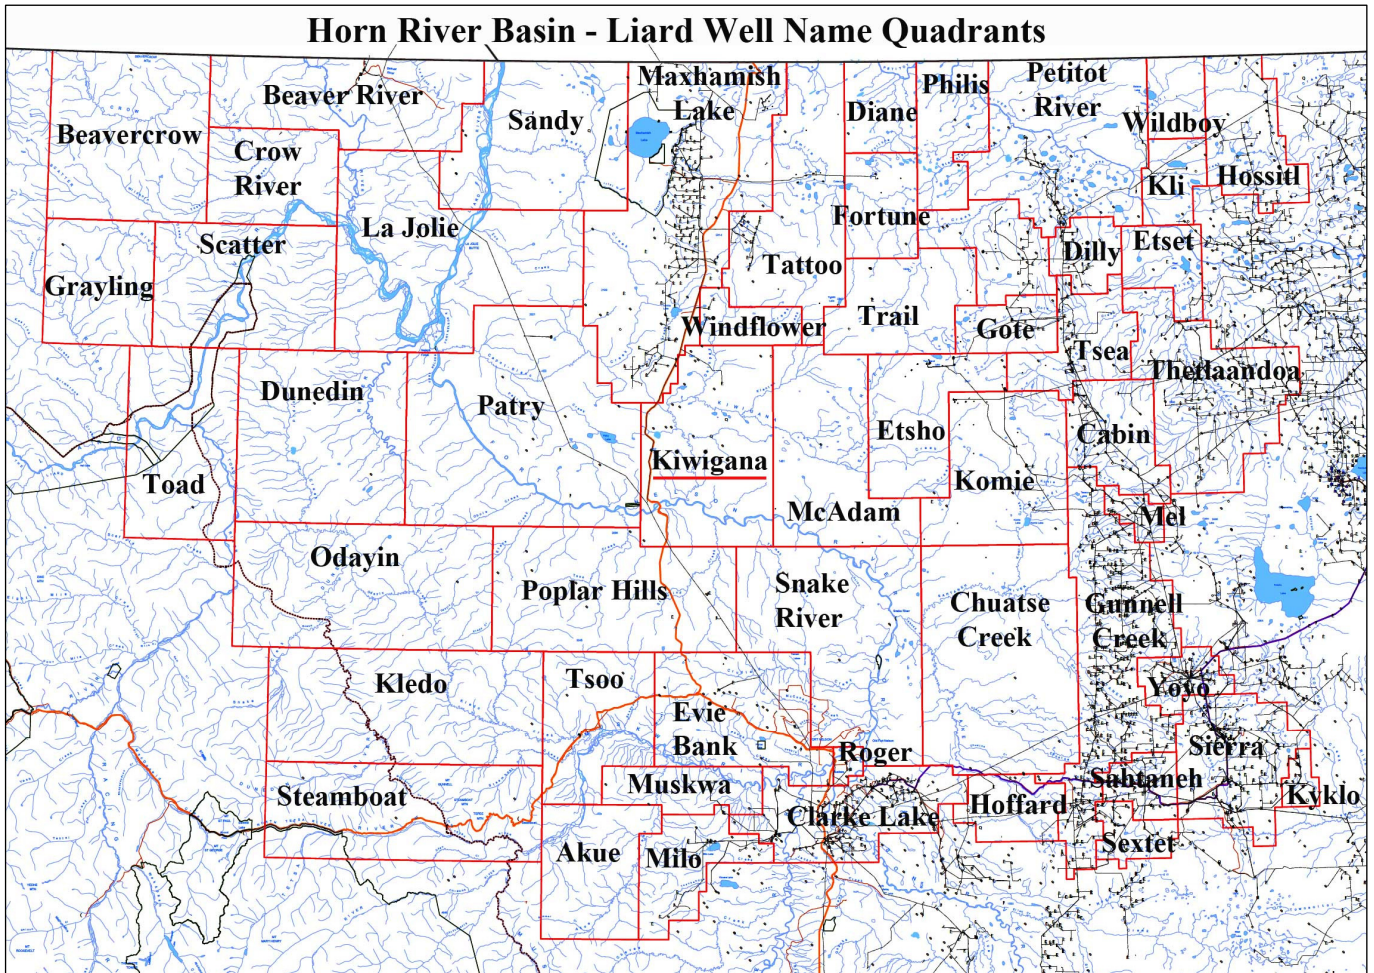 Horn River Basin - Liard Well Name Quadrants
Maxhamish
Lake
Beaver River
Sandy
Diane
Philis
Petitot
River
Beavercrow
Wildboy
Crow
River
Kli
Hossitl
La Jolie
Fortune
Scatter
Tattoo
Dilly
Etset
Grayling
Windflower
Trail
Gote
Tsea
Thetlaandoa
Dunedin
Patry
Etsho
Cabin
Kiwigana
Toad
Komie
McAdam
Mel
Odayin
Poplar Hills
Snake
River
Chuatse
Creek
Gunnell
Creek
Kledo
Tsoo
Yoyo
Evie
Bank
Roger
Sierra
Muskwa
Sahtaneh
Steamboat
Hoffard
Kyklo
Clarke Lake
Akue
Milo
Sextet